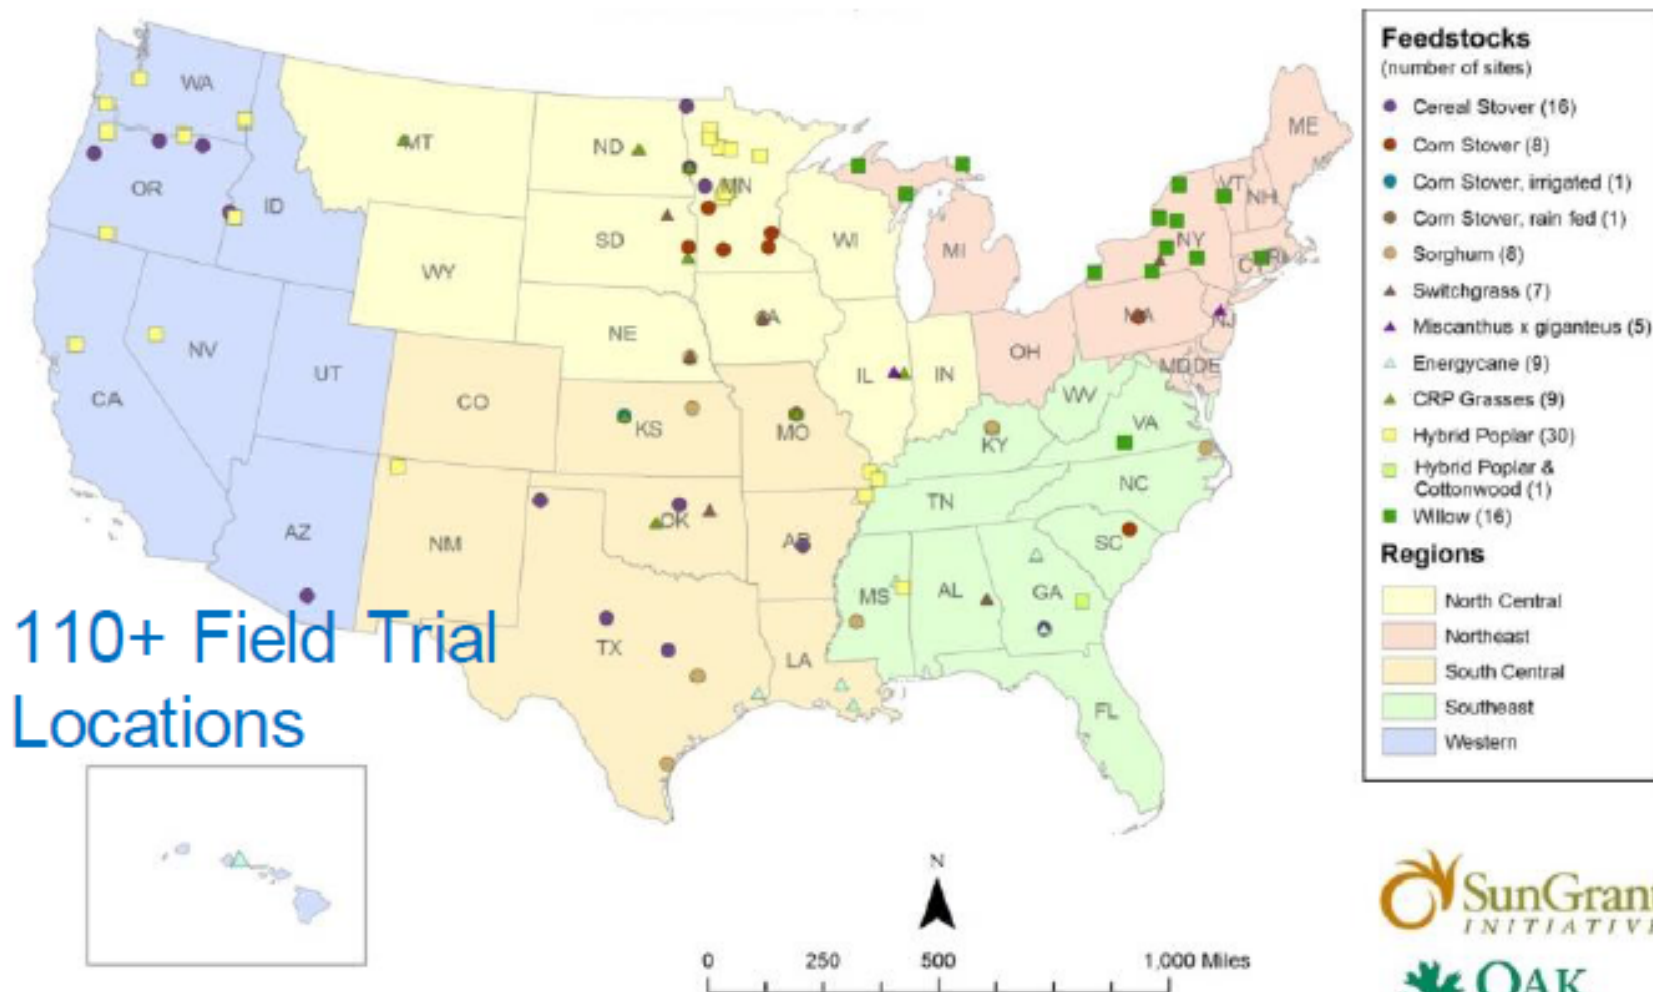 WA
MT
ND
MN
OR
ID
SD
WI
WY
MI
NY
VT
NH
ME
NE
IL
IN
OH
NV
UT
CO
CA
KS
MO
KY
WV
VA
MD
DE
NJ
AZ
NM
OK
TN
NC
SC
MS
AL
GA
TX
LA
FL
110+ Field Trial
Locations
N
0 250 500 1,000 Miles
Feedstocks
(number of sites)
Cereal Stover (16)
Corn Stover (8)
Corn Stover, irrigated (1)
Corn Stover, rain fed (1)
Sorghum (8)
Switchgrass (7)
Miscanthus x giganteus (5)
Energycane (9)
CRP Grasses (9)
Hybrid Poplar (30)
Hybrid Poplar &
Cottonwood (1)
Willow (16)
Regions
North Central
Northeast
South Central
Southeast
Western
SunGrant
INITIATIVE
OAK